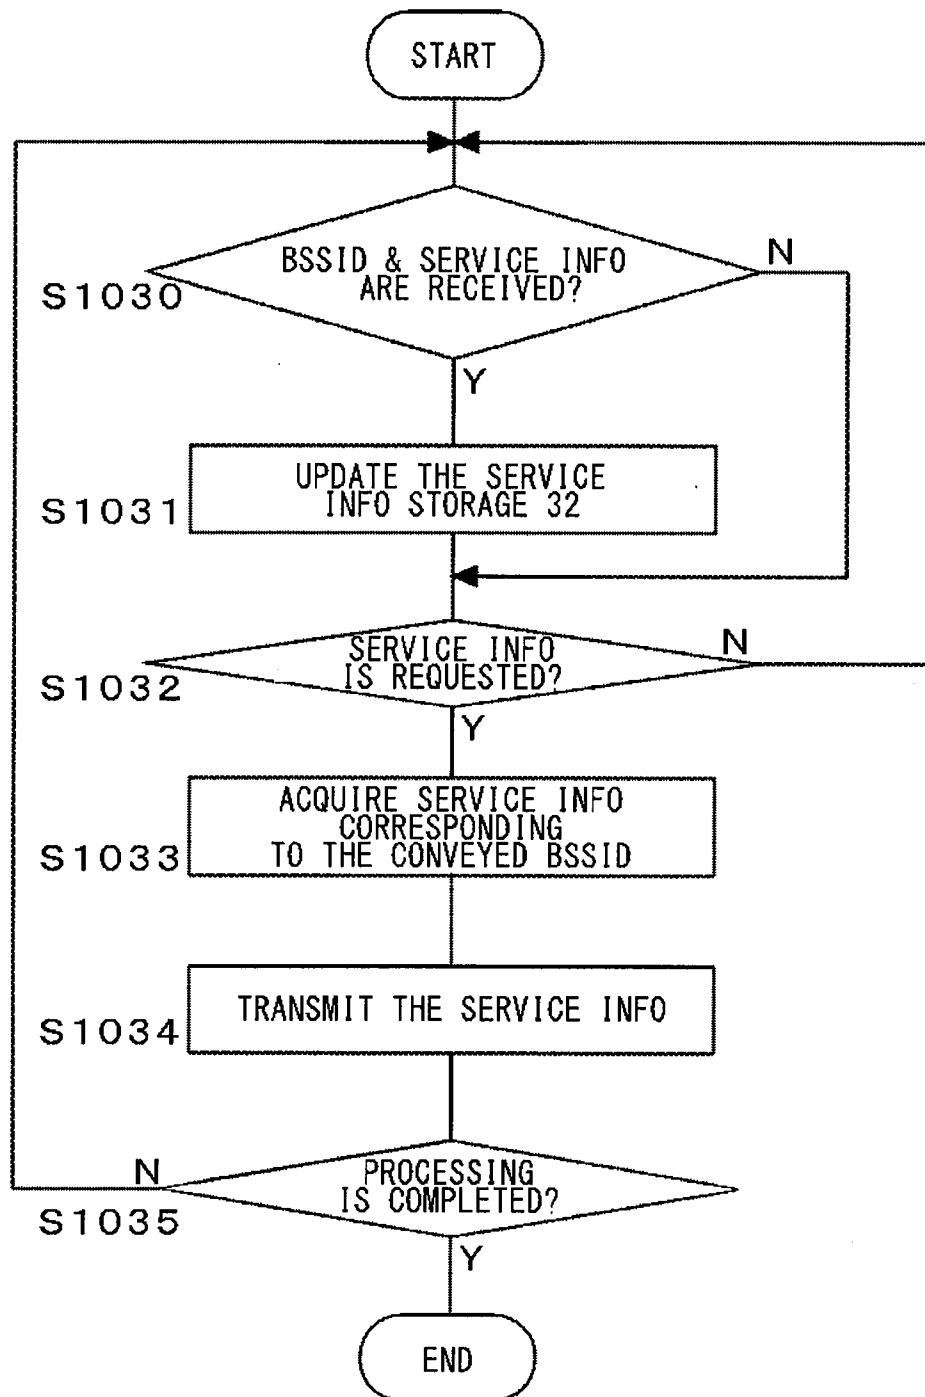 START
BSSID & SERVICE INFO
ARE RECEIVED?
N
S1030
Y
UPDATE THE SERVICE
INFO STORAGE 32
S1031
SERVICE INFO
IS REQUESTED?
N
S1032
Y
ACQUIRE SERVICE INFO
CORRESPONDING
TO THE CONVEYED BSSID
S1033
TRANSMIT THE SERVICE INFO
S1034
PROCESSING
IS COMPLETED?
N
S1035
Y
END